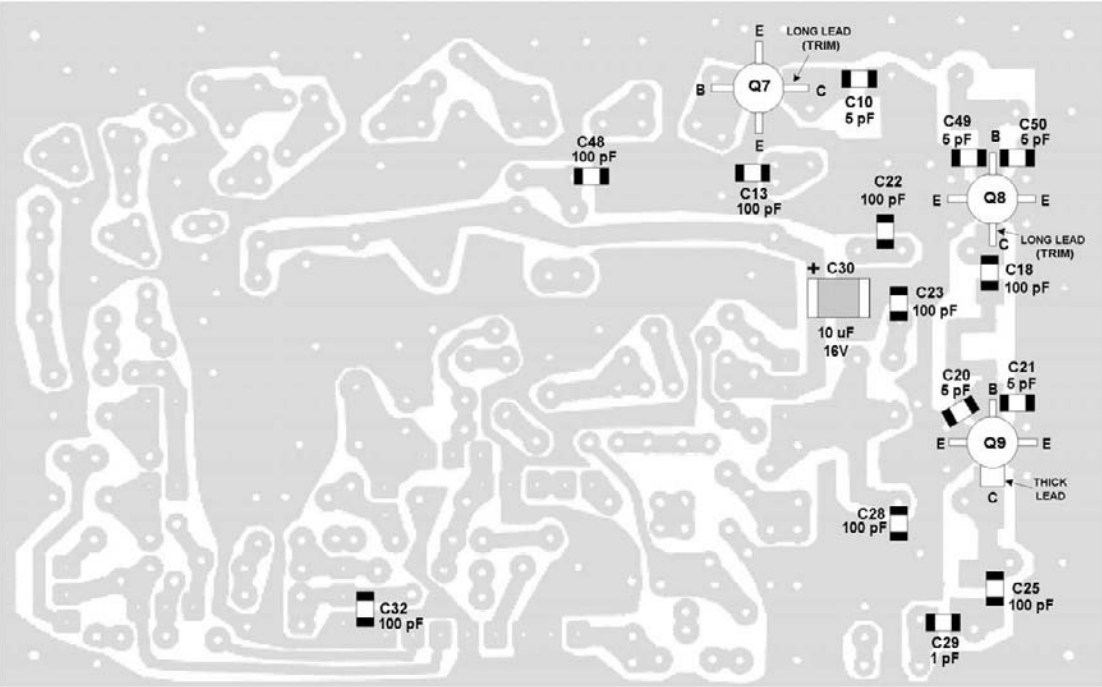 E
LONG LEAD
(TRIM)
B
Q7
C
E
C10
5 pF
C48
100 pF
C13
100 pF
C49
5 pF
C50
5 pF
B
E
Q8
E
C
LONG LEAD
(TRIM)
C22
100 pF
C18
100 pF
+ C30
10 uF
16V
C23
100 pF
C20
5 pF
C21
5 pF
B
E
Q9
E
C
THICK
LEAD
C28
100 pF
C25
100 pF
C32
100 pF
C29
1 pF